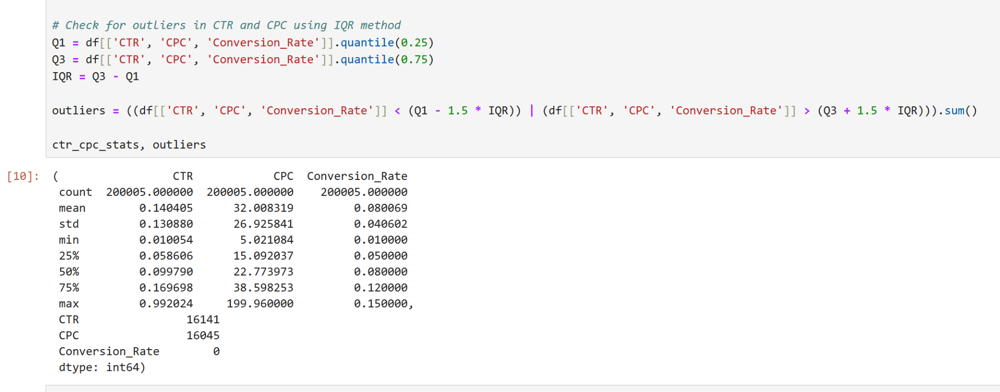 # Check for outliers in CTR and CPC using IQR method
Q1 = df[['CTR', 'CPC', 'Conversion_Rate']].quantile(0.25)
Q3 = df[['CTR', 'CPC', 'Conversion_Rate']].quantile(0.75)
IQR = Q3 - Q1
outliers = ((df[['CTR', 'CPC', 'Conversion_Rate']] < (Q1 - 1.5 * IQR)) | (df[['CTR', 'CPC', 'Conversion_Rate']] > (Q3 + 1.5 * IQR))).sum()
ctr_cpc_stats, outliers
[10]: ( CTR CPC Conversion_Rate
count 200005.000000 200005.000000 200005.000000
mean 0.140405 32.008319 0.080069
std 0.130880 26.925841 0.040602
min 0.010054 5.021084 0.010000
25% 0.058606 15.092037 0.050000
50% 0.099790 22.773973 0.080000
75% 0.169698 38.598253 0.120000
max 0.992024 199.960000 0.150000,
CTR 16141
CPC 16045
Conversion_Rate 0
dtype: int64)